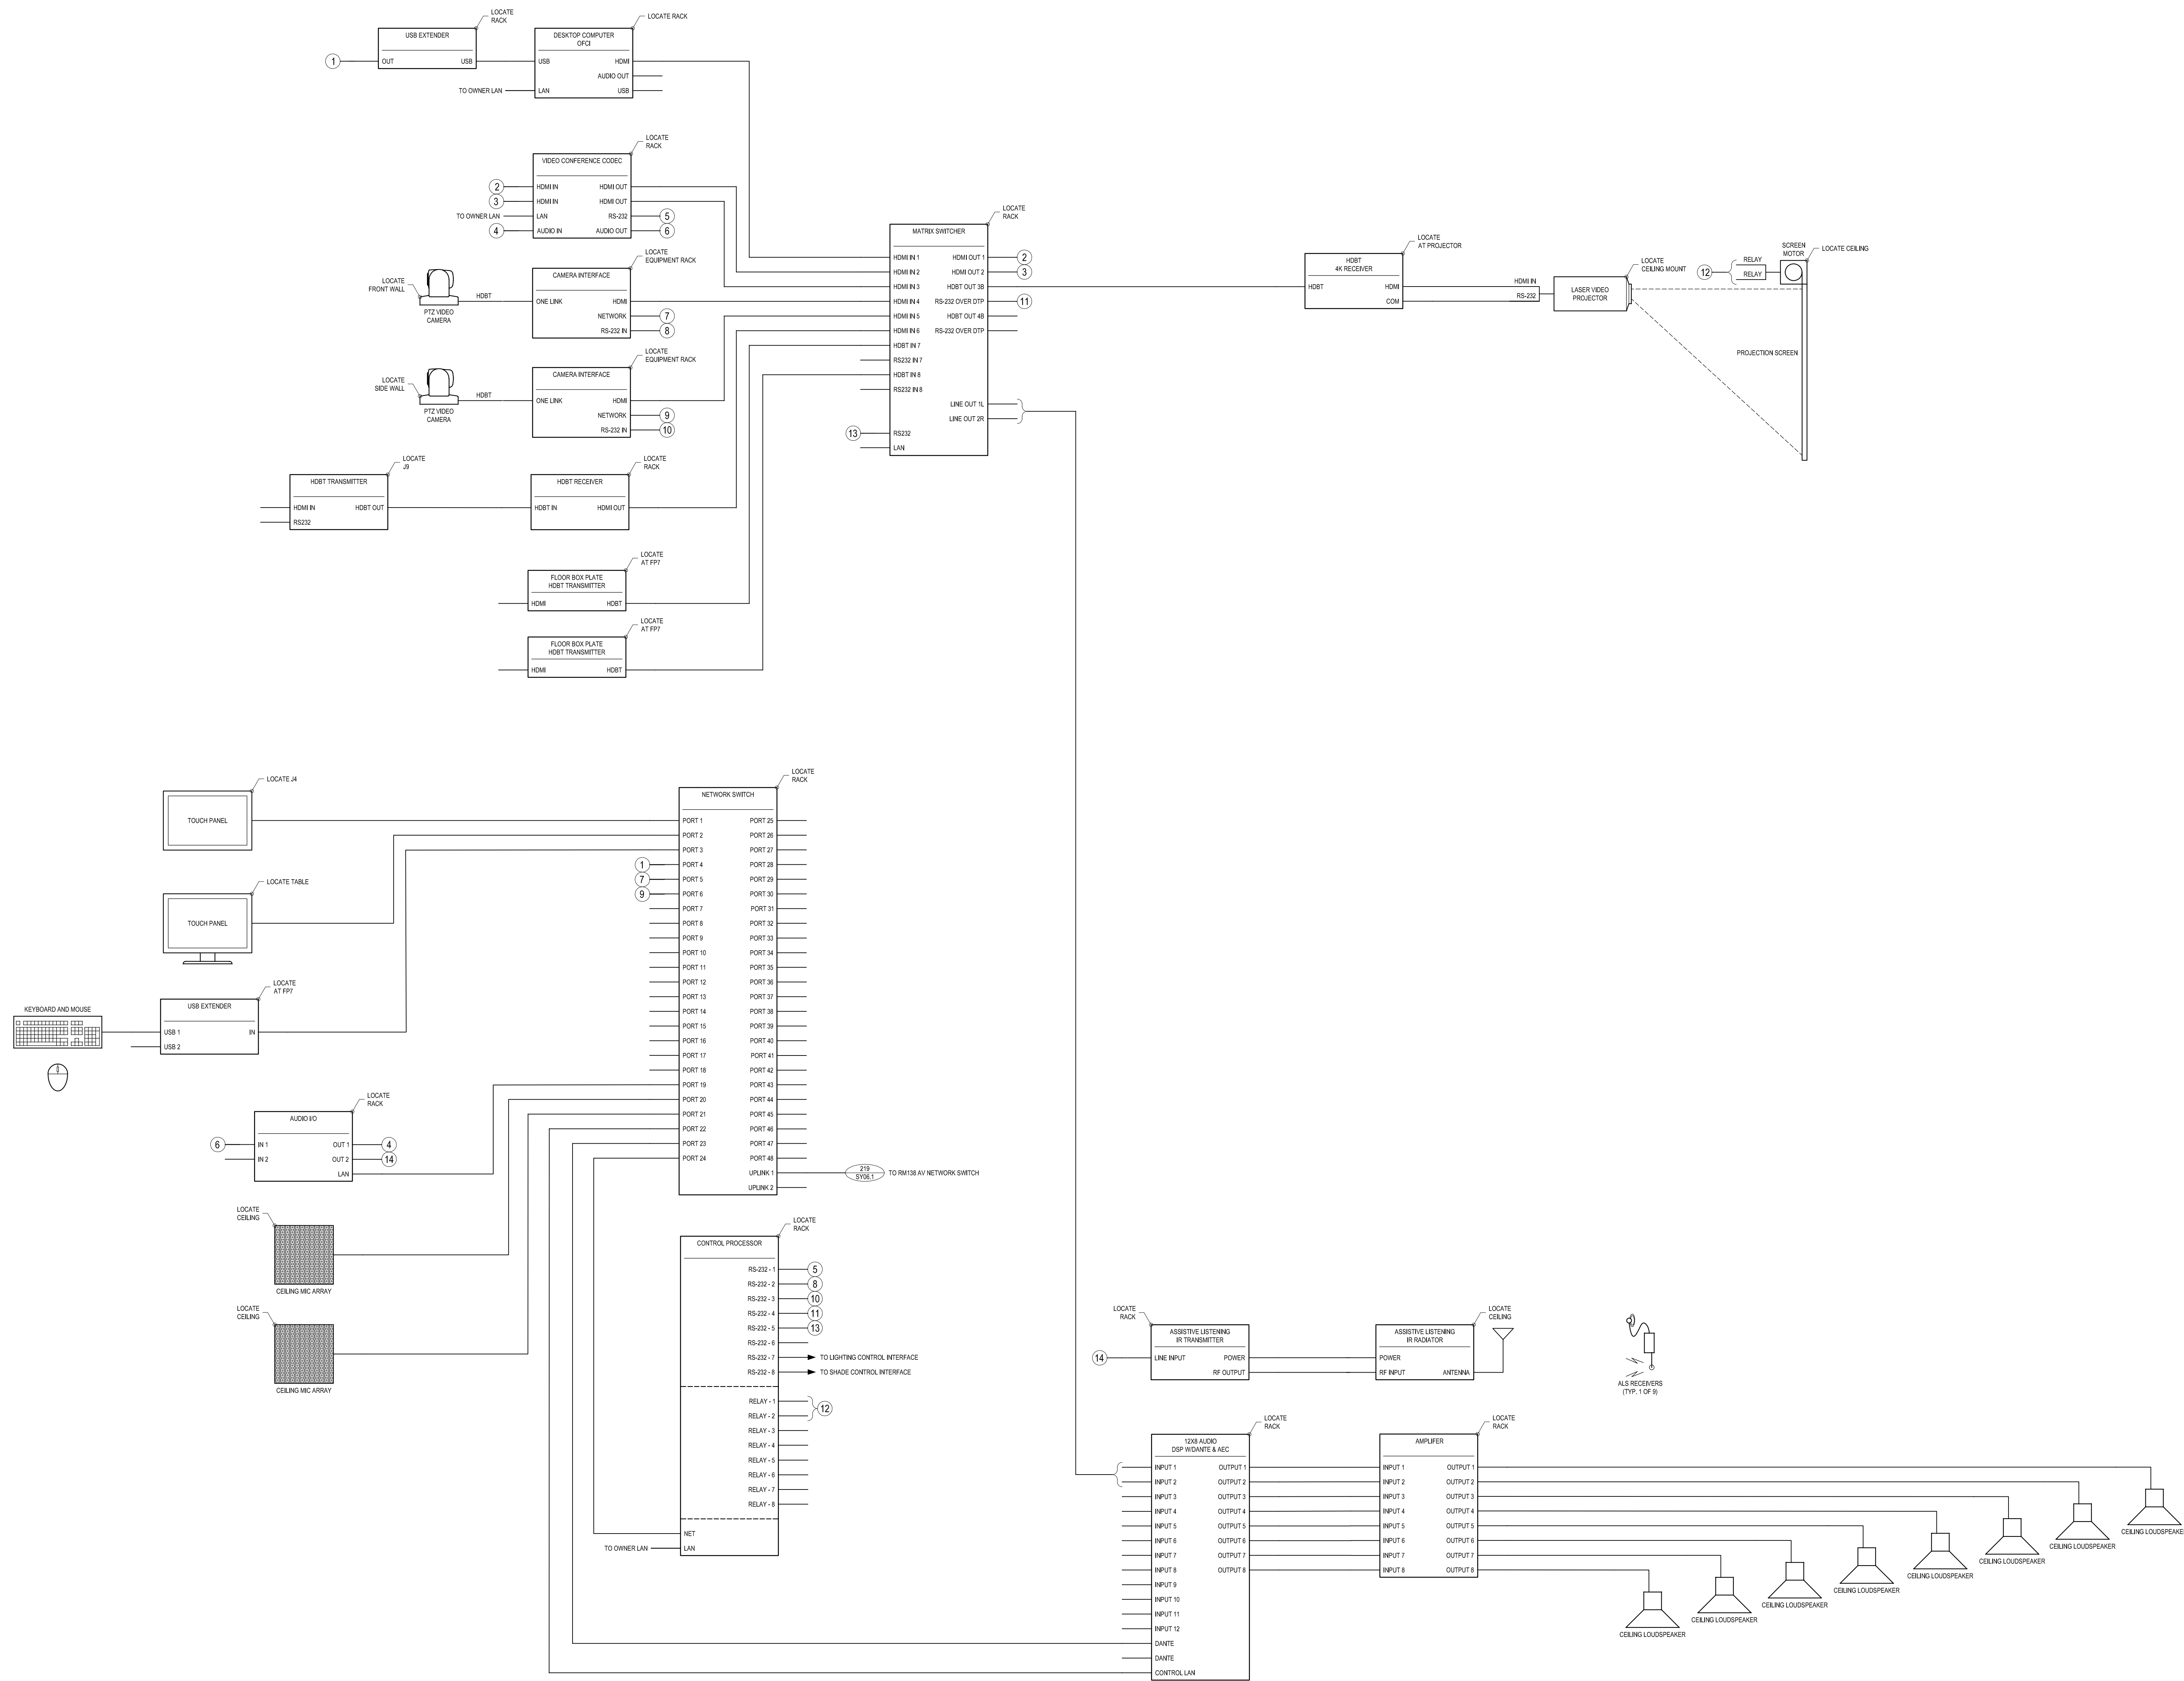 LOCATE
RACK
USB EXTENDER
OUT
USB
1
LOCATE RACK
DESKTOP COMPUTER
OFCI
USB
HDMI
AUDIO OUT
LAN
USB
TO OWNER LAN
LOCATE
RACK
VIDEO CONFERENCE CODEC
2
HDMI IN
HDMI OUT
3
HDMI IN
HDMI OUT
TO OWNER LAN
LAN
RS-232
5
4
AUDIO IN
AUDIO OUT
6
LOCATE
EQUIPMENT RACK
CAMERA INTERFACE
LOCATE
FRONT WALL
HDBT
PTZ VIDEO
CAMERA
ONE LINK
HDMI
NETWORK
7
RS-232 IN
8
LOCATE
EQUIPMENT RACK
CAMERA INTERFACE
LOCATE
SIDE WALL
HDBT
PTZ VIDEO
CAMERA
ONE LINK
HDMI
NETWORK
9
RS-232 IN
10
LOCATE
J9
HDBT TRANSMITTER
HDMI IN
HDBT OUT
RS232
LOCATE
RACK
HDBT RECEIVER
HDBT IN
HDMI OUT
LOCATE
AT FP7
FLOOR BOX PLATE
HDBT TRANSMITTER
HDMI
HDBT
LOCATE
AT FP7
FLOOR BOX PLATE
HDBT TRANSMITTER
HDMI
HDBT
LOCATE
RACK
MATRIX SWITCHER
HDMI IN 1
HDMI OUT 1
2
HDMI IN 2
HDMI OUT 2
3
HDMI IN 3
HDBT OUT 3B
HDMI IN 4
RS-232 OVER DTP
11
HDMI IN 5
HDBT OUT 4B
HDMI IN 6
RS-232 OVER DTP
HDBT IN 7
RS232 IN 7
HDBT IN 8
RS232 IN 8
LINE OUT 1L
LINE OUT 2R
13
RS232
LAN
LOCATE
AT PROJECTOR
HDBT
4K RECEIVER
HDBT
HDMI
COM
HDMI IN
RS-232
LOCATE
CEILING MOUNT
LASER VIDEO
PROJECTOR
12
RELAY
RELAY
SCREEN
MOTOR
LOCATE CEILING
PROJECTION SCREEN
LOCATE J4
TOUCH PANEL
LOCATE TABLE
TOUCH PANEL
LOCATE
AT FP7
KEYBOARD AND MOUSE
USB EXTENDER
USB 1
IN
USB 2
LOCATE
RACK
AUDIO I/O
6
IN 1
OUT 1
4
IN 2
OUT 2
14
LAN
LOCATE
CEILING
CEILING MIC ARRAY
LOCATE
CEILING
CEILING MIC ARRAY
LOCATE
RACK
NETWORK SWITCH
PORT 1
PORT 25
PORT 2
PORT 26
PORT 3
PORT 27
1
PORT 4
PORT 28
7
PORT 5
PORT 29
9
PORT 6
PORT 30
PORT 7
PORT 31
PORT 8
PORT 32
PORT 9
PORT 33
PORT 10
PORT 34
PORT 11
PORT 35
PORT 12
PORT 36
PORT 13
PORT 37
PORT 14
PORT 38
PORT 15
PORT 39
PORT 16
PORT 40
PORT 17
PORT 41
PORT 18
PORT 42
PORT 19
PORT 43
PORT 20
PORT 44
PORT 21
PORT 45
PORT 22
PORT 46
PORT 23
PORT 47
PORT 24
PORT 48
UPLINK 1
219
SY06.1
TO RM138 AV NETWORK SWITCH
UPLINK 2
LOCATE
RACK
CONTROL PROCESSOR
RS-232 - 1
5
RS-232 - 2
8
RS-232 - 3
10
RS-232 - 4
11
RS-232 - 5
13
RS-232 - 6
RS-232 - 7
TO LIGHTING CONTROL INTERFACE
RS-232 - 8
TO SHADE CONTROL INTERFACE
RELAY - 1
RELAY - 2
12
RELAY - 3
RELAY - 4
RELAY - 5
RELAY - 6
RELAY - 7
RELAY - 8
NET
TO OWNER LAN
LAN
LOCATE
RACK
ASSISTIVE LISTENING
IR TRANSMITTER
14
LINE INPUT
POWER
RF OUTPUT
LOCATE
CEILING
ASSISTIVE LISTENING
IR RADIATOR
POWER
RF INPUT
ANTENNA
ALS RECEIVERS
(TYP. 1 OF 9)
LOCATE
RACK
12X8 AUDIO
DSP W/DANTE & AEC
INPUT 1
OUTPUT 1
INPUT 2
OUTPUT 2
INPUT 3
OUTPUT 3
INPUT 4
OUTPUT 4
INPUT 5
OUTPUT 5
INPUT 6
OUTPUT 6
INPUT 7
OUTPUT 7
INPUT 8
OUTPUT 8
INPUT 9
INPUT 10
INPUT 11
INPUT 12
DANTE
DANTE
CONTROL LAN
LOCATE
RACK
AMPLIFER
INPUT 1
OUTPUT 1
INPUT 2
OUTPUT 2
INPUT 3
OUTPUT 3
INPUT 4
OUTPUT 4
INPUT 5
OUTPUT 5
INPUT 6
OUTPUT 6
INPUT 7
OUTPUT 7
INPUT 8
OUTPUT 8
CEILING LOUDSPEAKER
CEILING LOUDSPEAKER
CEILING LOUDSPEAKER
CEILING LOUDSPEAKER
CEILING LOUDSPEAKER
CEILING LOUDSPEAKER
CEILING LOUDSPEAKER
CEILING LOUDSPEAKER